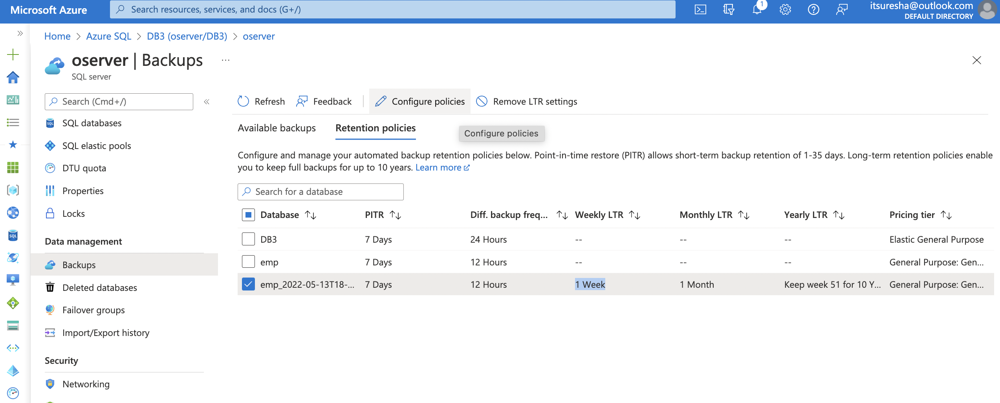 Microsoft Azure
Search resources, services, and docs (G+/)
1
itsuresha@outlook.com
DEFAULT DIRECTORY
Home > Azure SQL > DB3 (oserver/DB3) > oserver
oserver | Backups ...
SQL server
Search (Cmd+/)
SQL databases
SQL elastic pools
DTU quota
Properties
Locks
Data management
Backups
Deleted databases
Failover groups
Import/Export history
Security
Networking
Refresh Feedback Configure policies Remove LTR settings
Available backups Retention policies
Configure policies
Configure and manage your automated backup retention policies below. Point-in-time restore (PITR) allows short-term backup retention of 1-35 days. Long-term retention policies enable
you to keep full backups for up to 10 years. Learn more
Search for a database
Database PITR Diff. backup freq... Weekly LTR Monthly LTR Yearly LTR Pricing tier
DB3 7 Days 24 Hours -- -- -- Elastic General Purpose
emp 7 Days 12 Hours -- -- -- General Purpose: Gen...
emp_2022-05-13T18-... 7 Days 12 Hours 1 Week 1 Month Keep week 51 for 10 Y... General Purpose: Gen...